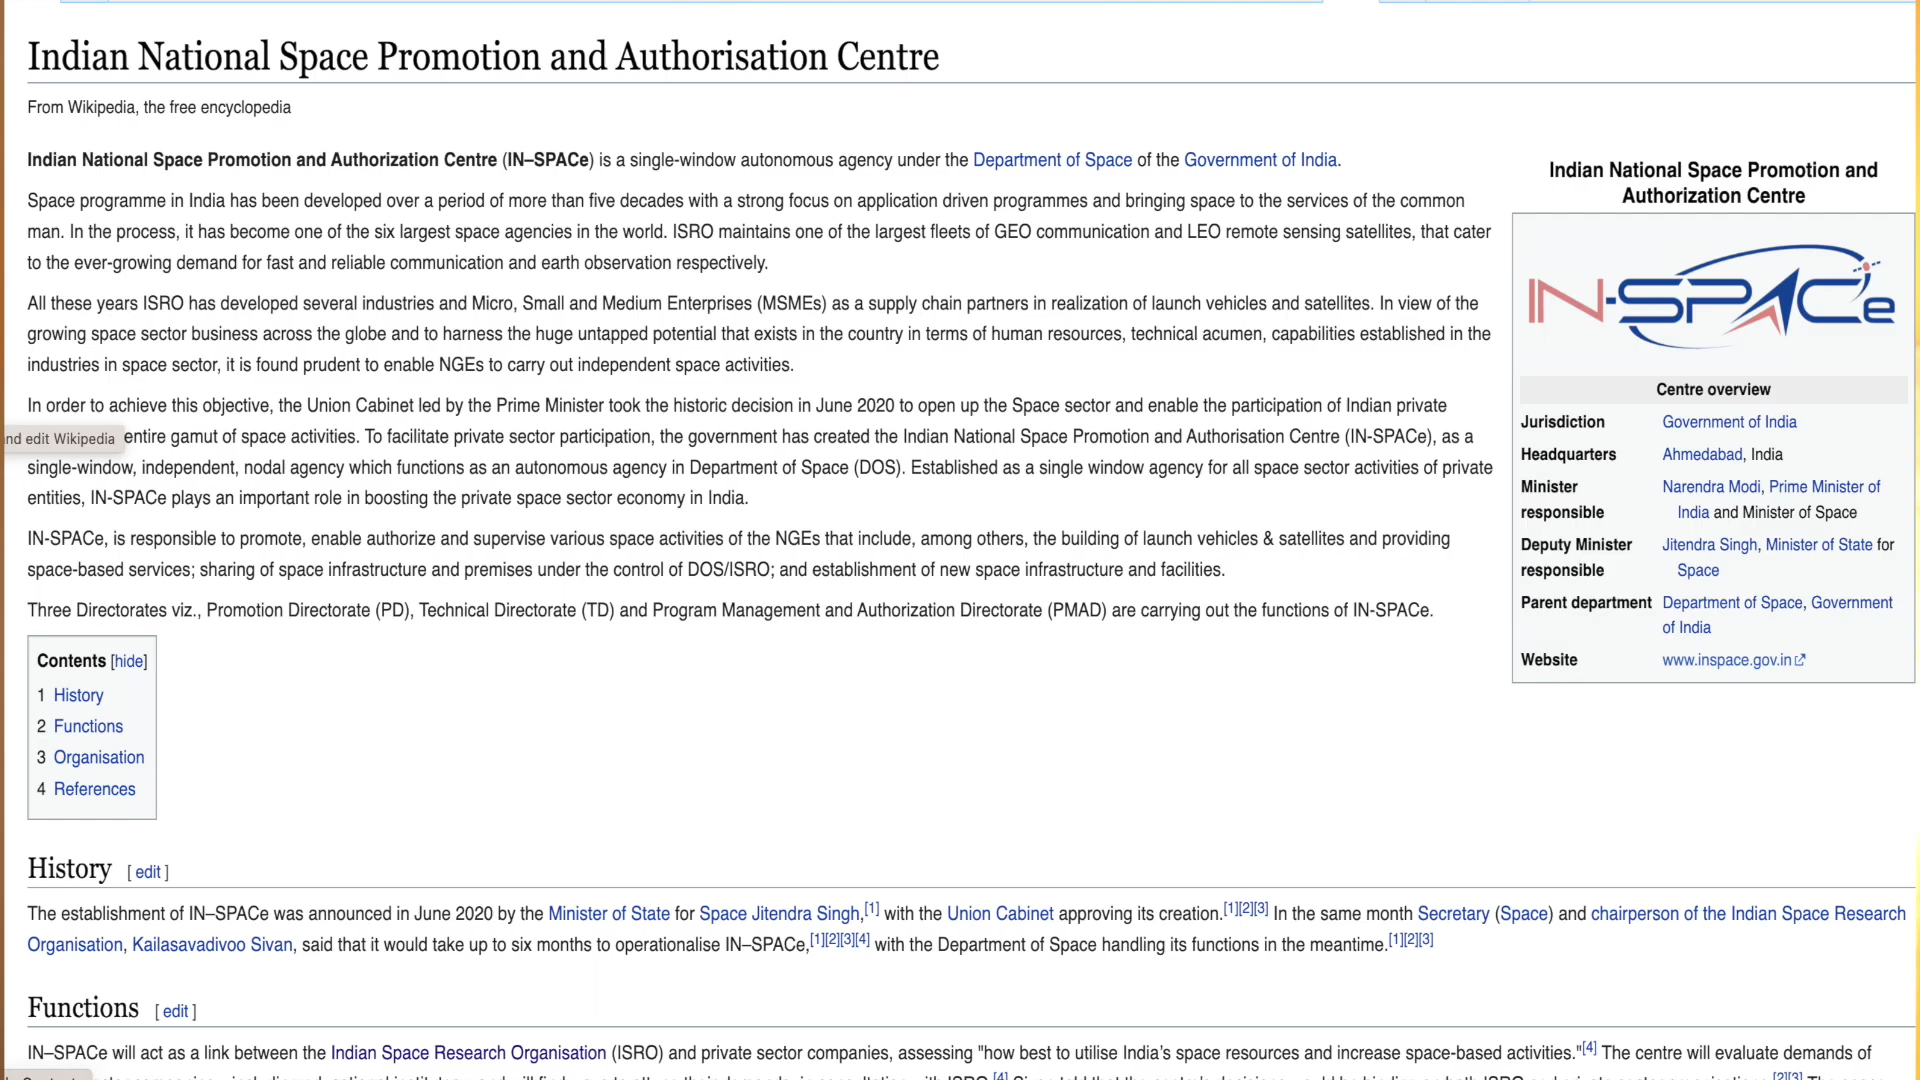 Indian National Space Promotion and Authorisation Centre
From Wikipedia, the free encyclopedia
Indian National Space Promotion and Authorization Centre (IN–SPACe) is a single-window autonomous agency under the Department of Space of the Government of India.
Space programme in India has been developed over a period of more than five decades with a strong focus on application driven programmes and bringing space to the services of the common
man. In the process, it has become one of the six largest space agencies in the world. ISRO maintains one of the largest fleets of GEO communication and LEO remote sensing satellites, that cater
to the ever-growing demand for fast and reliable communication and earth observation respectively.
All these years ISRO has developed several industries and Micro, Small and Medium Enterprises (MSMEs) as a supply chain partners in realization of launch vehicles and satellites. In view of the
growing space sector business across the globe and to harness the huge untapped potential that exists in the country in terms of human resources, technical acumen, capabilities established in the
industries in space sector, it is found prudent to enable NGEs to carry out independent space activities.
In order to achieve this objective, the Union Cabinet led by the Prime Minister took the historic decision in June 2020 to open up the Space sector and enable the participation of Indian private
and edit Wikipedia entire gamut of space activities. To facilitate private sector participation, the government has created the Indian National Space Promotion and Authorisation Centre (IN-SPACe), as a
single-window, independent, nodal agency which functions as an autonomous agency in Department of Space (DOS). Established as a single window agency for all space sector activities of private
entities, IN-SPACe plays an important role in boosting the private space sector economy in India.
IN-SPACe, is responsible to promote, enable authorize and supervise various space activities of the NGEs that include, among others, the building of launch vehicles & satellites and providing
space-based services; sharing of space infrastructure and premises under the control of DOS/ISRO; and establishment of new space infrastructure and facilities.
Three Directorates viz., Promotion Directorate (PD), Technical Directorate (TD) and Program Management and Authorization Directorate (PMAD) are carrying out the functions of IN-SPACe.
Indian National Space Promotion and
Authorization Centre
IN-SPACe
Centre overview
Jurisdiction Government of India
Headquarters Ahmedabad, India
Minister Narendra Modi, Prime Minister of
responsible India and Minister of Space
Deputy Minister Jitendra Singh, Minister of State for
responsible Space
Parent department Department of Space, Government
of India
Website www.inspace.gov.in
Contents [hide]
1 History
2 Functions
3 Organisation
4 References
History [ edit ]
The establishment of IN–SPACe was announced in June 2020 by the Minister of State for Space Jitendra Singh,[1] with the Union Cabinet approving its creation.[1][2][3] In the same month Secretary (Space) and chairperson of the Indian Space Research
Organisation, Kailasavadivoo Sivan, said that it would take up to six months to operationalise IN–SPACe,[1][2][3][4] with the Department of Space handling its functions in the meantime.[1][2][3]
Functions [ edit ]
IN–SPACe will act as a link between the Indian Space Research Organisation (ISRO) and private sector companies, assessing "how best to utilise India's space resources and increase space-based activities."[4] The centre will evaluate demands of